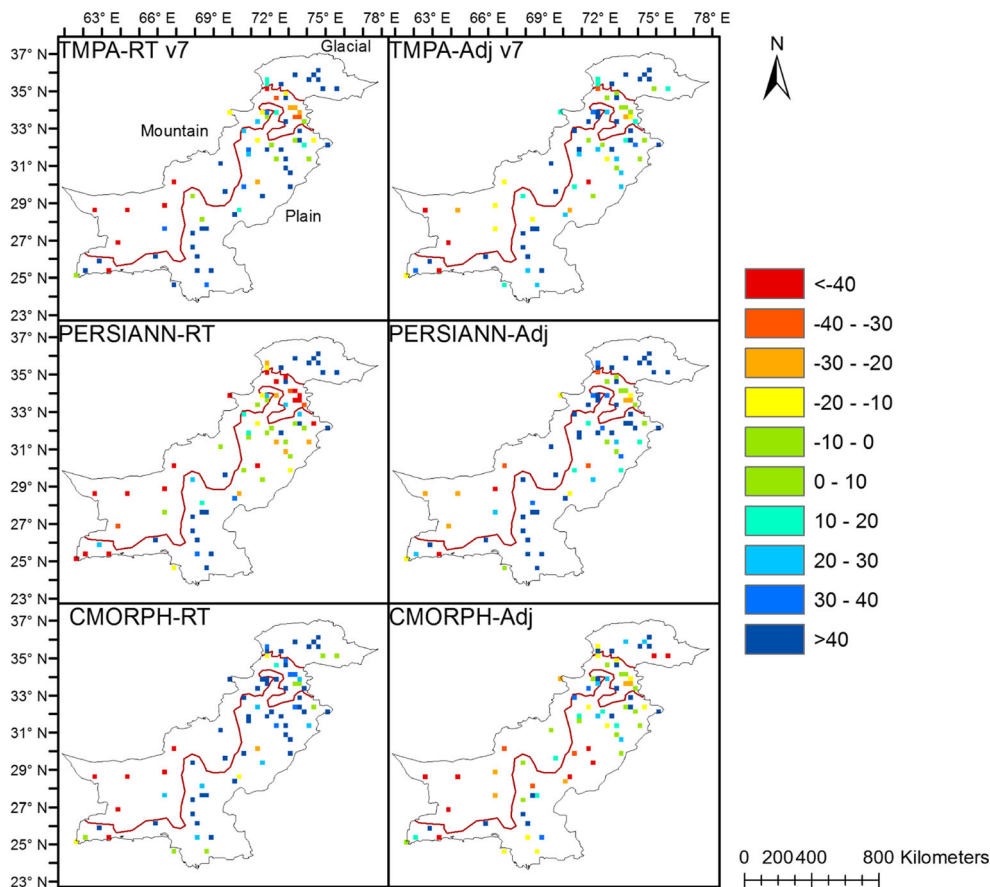 63° E 66° E 69° E 72° E 75° E 78° E 63° E 66° E 69° E 72° E 75° E 78° E
TMPA-RT v7
Glacial
Mountain
Plain
TMPA-Adj v7
37° N
35° N
33° N
31° N
29° N
27° N
25° N
23° N
N
PERSIANN-RT
PERSIANN-Adj
37° N
35° N
33° N
31° N
29° N
27° N
25° N
23° N
CMORPH-RT
CMORPH-Adj
37° N
35° N
33° N
31° N
29° N
27° N
25° N
23° N
<-40
-40 - -30
-30 - -20
-20 - -10
-10 - 0
0 - 10
10 - 20
20 - 30
30 - 40
>40
0 200 400 800 Kilometers